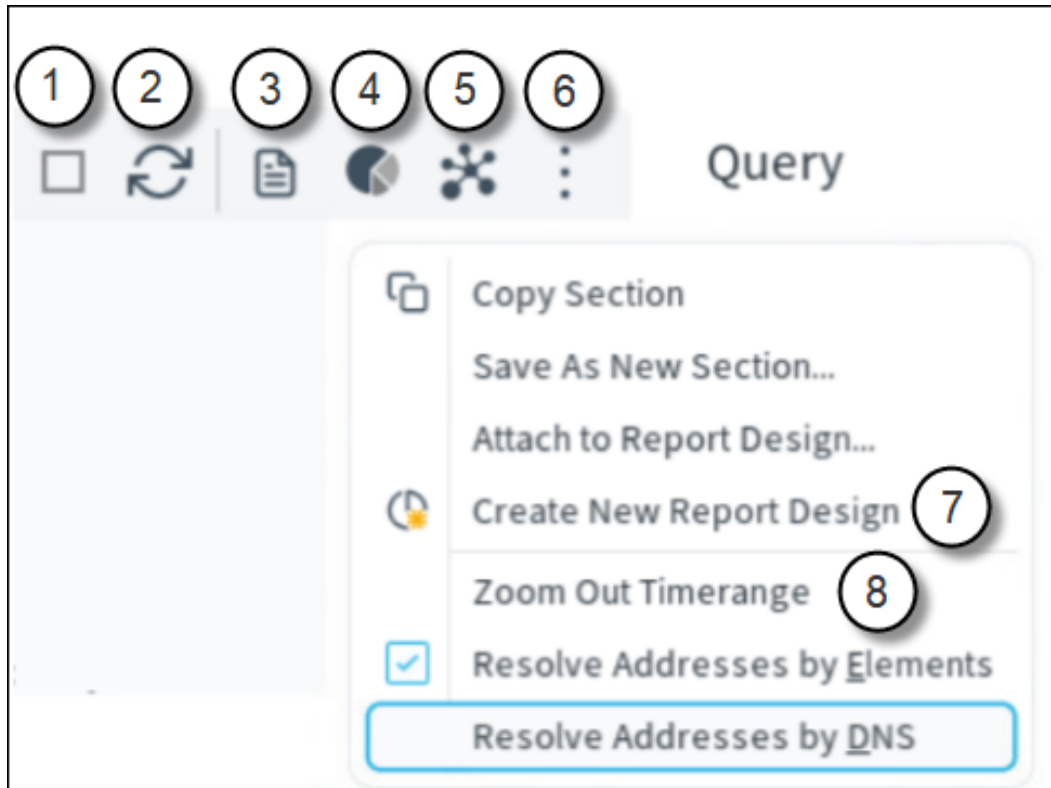 1 2 3 4 5 6
Query
Copy Section
Save As New Section...
Attach to Report Design...
Create New Report Design 7
Zoom Out Timerange 8
Resolve Addresses by Elements
Resolve Addresses by DNS